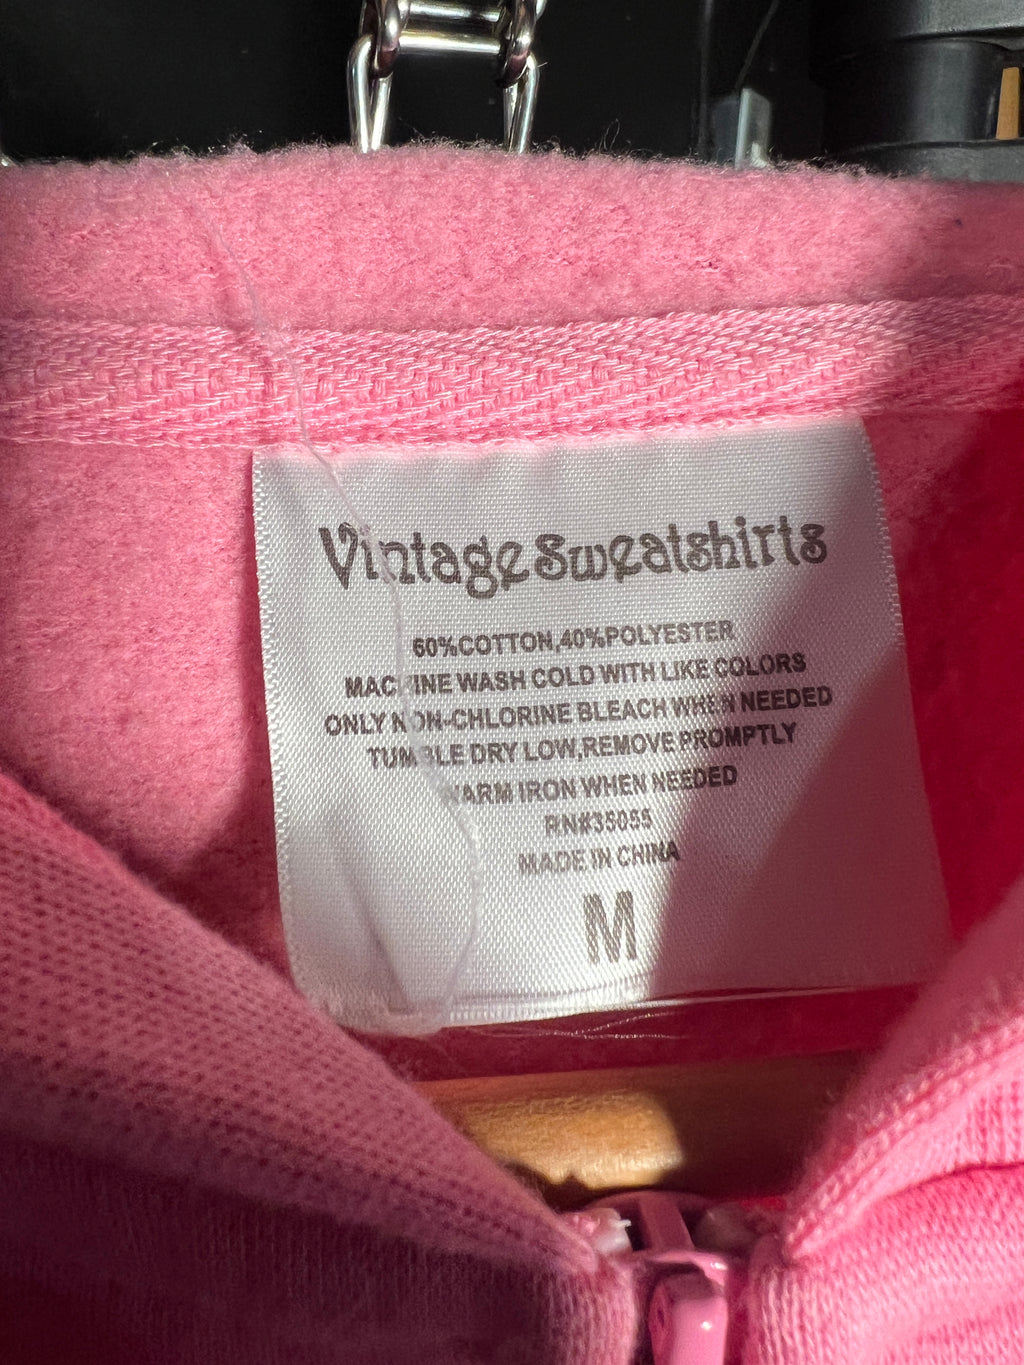 Vintage Sweatshirts
60%COTTON,40%POLYESTER
MACHINE WASH COLD WITH LIKE COLORS
ONLY NON-CHLORINE BLEACH WHEN NEEDED
TUMBLE DRY LOW,REMOVE PROMPTLY
WARM IRON WHEN NEEDED
RN#35055
MADE IN CHINA
M